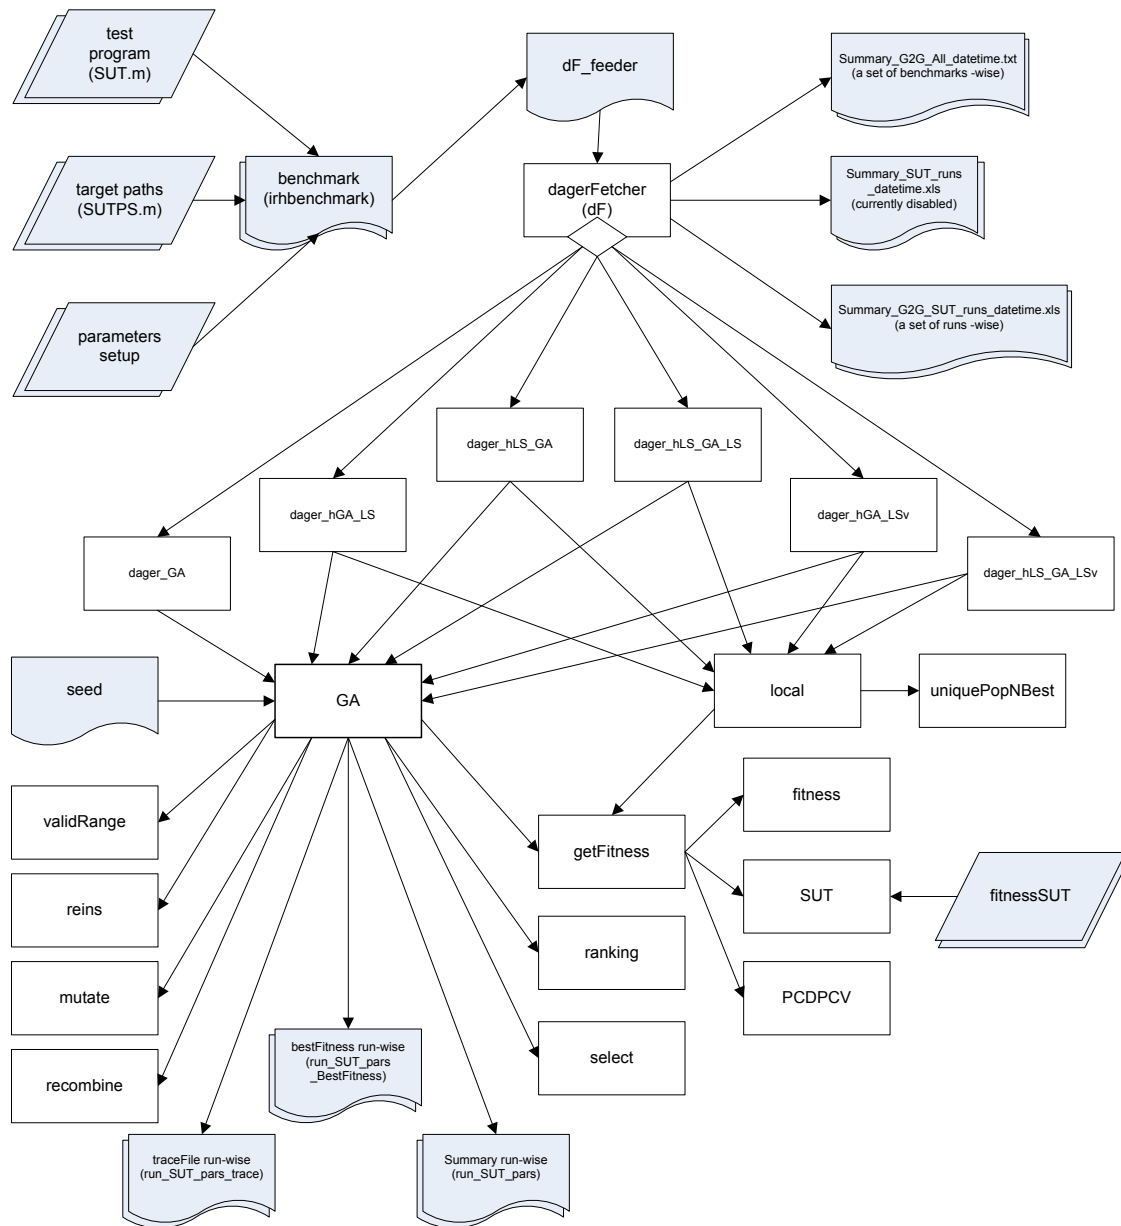 test
program
(SUT.m)
dF_feeder
Summary_G2G_All_datetime.txt
(a set of benchmarks -wise)
target paths
(SUTPS.m)
benchmark
(irhbenchmark)
dagerFetcher
(dF)
Summary_SUT_runs
_datetime.xls
(currently disabled)
parameters
setup
Summary_G2G_SUT_runs_datetime.xls
(a set of runs -wise)
dager_hLS_GA
dager_hLS_GA_LS
dager_hGA_LS
dager_hGA_LSv
dager_GA
dager_hLS_GA_LSv
seed
GA
local
uniquePopNBest
validRange
getFitness
fitness
reins
SUT
fitnessSUT
ranking
mutate
PCDPCV
bestFitness run-wise
(run_SUT_pars
_BestFitness)
select
recombine
traceFile run-wise
(run_SUT_pars_trace)
Summary run-wise
(run_SUT_pars)